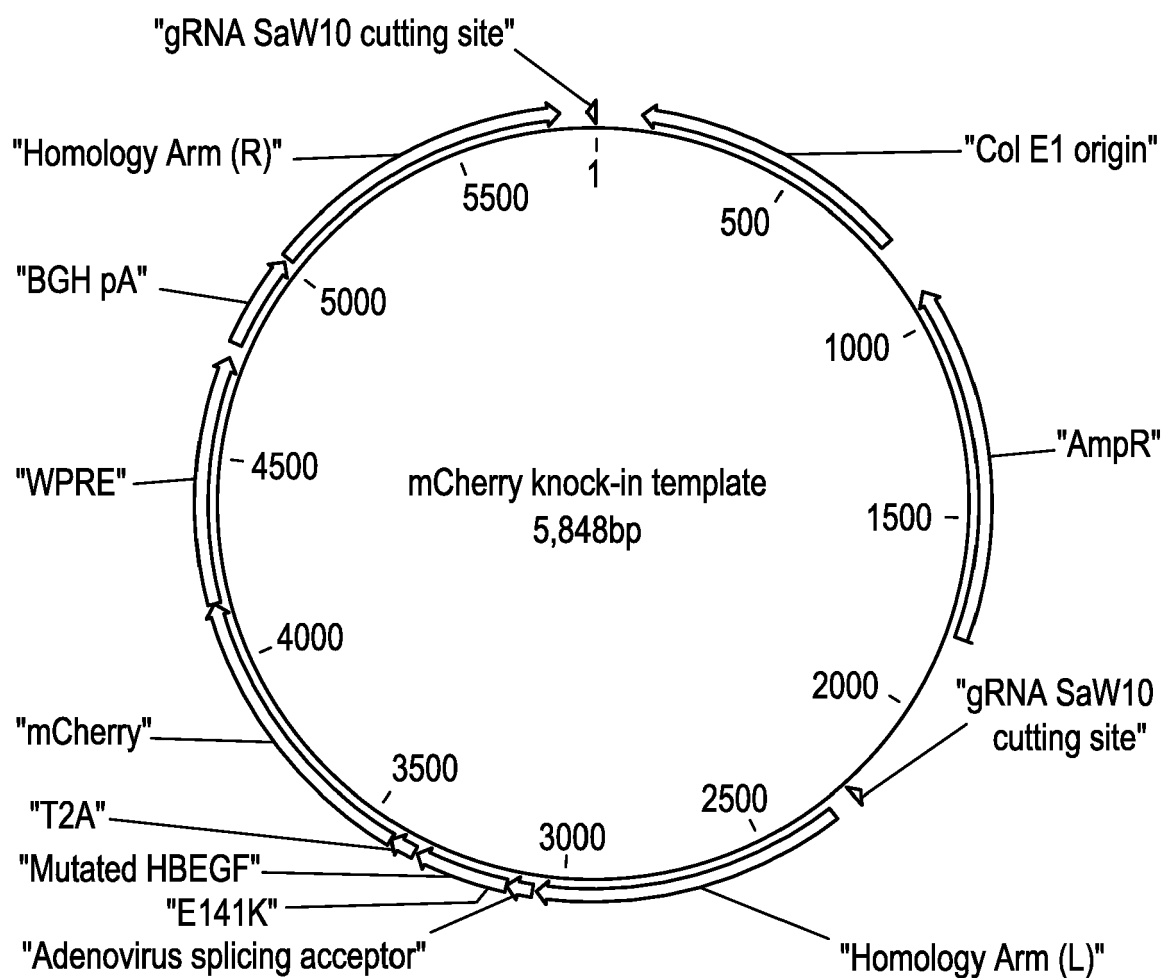 "gRNA SaW10 cutting site"
"Homology Arm (R)"
"Col E1 origin"
1
5500
500
"BGH pA"
5000
1000
"WPRE"
4500
"AmpR"
mCherry knock-in template
5,848bp
1500
4000
2000
"gRNA SaW10
cutting site"
"mCherry"
3500
2500
"T2A"
3000
"Mutated HBEGF"
"E141K"
"Adenovirus splicing acceptor"
"Homology Arm (L)"